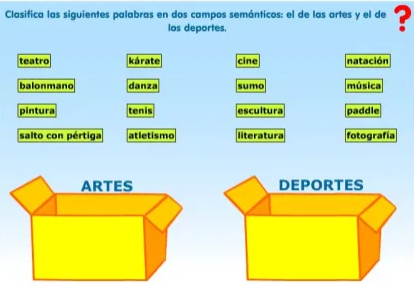 Clasifica las siguientes palabras en dos campos semánticos: el de las artes y el de
los deportes.
?
teatro kárate cine natación
balonmano danza sumo música
pintura tenis escultura paddle
salto con pértiga atletismo literatura fotografía
ARTES DEPORTES